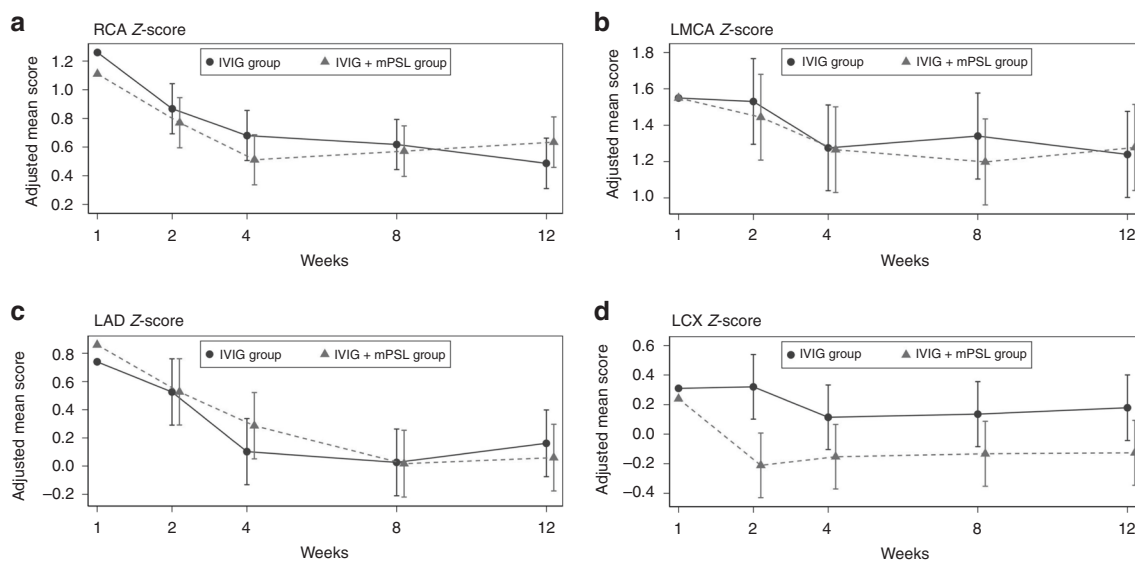 a
RCA Z-score
IVIG group
IVIG + mPSL group
Adjusted mean score
1.2
1.0
0.8
0.6
0.4
0.2
1 2 4 8 12
Weeks
b
LMCA Z-score
IVIG group
IVIG + mPSL group
Adjusted mean score
1.8
1.6
1.4
1.2
1.0
1 2 4 8 12
Weeks
c
LAD Z-score
IVIG group
IVIG + mPSL group
Adjusted mean score
0.8
0.6
0.4
0.2
0.0
–0.2
1 2 4 8 12
Weeks
d
LCX Z-score
IVIG group
IVIG + mPSL group
Adjusted mean score
0.6
0.4
0.2
0.0
–0.2
–0.4
1 2 4 8 12
Weeks